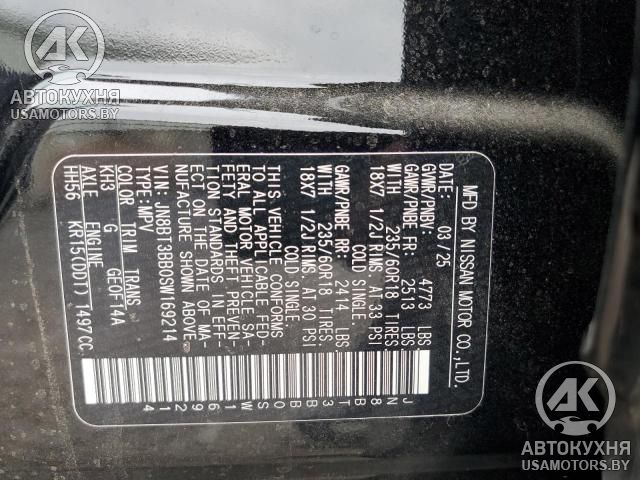 AK
АВТОКУХНЯ
USAMOTORS.BY
MFD BY NISSAN MOTOR CO.,LTD.
DATE: 03/25
GVWR/PNBV: 4773 LBS.
GAWR/PNBE FR: 2513 LBS.
WITH 235/60R18 TIRES
18X7 1/2J RIMS, AT 33 PSI
COLD SINGLE.
GAWR/PNBE RR: 2414 LBS.
WITH 235/60R18 TIRES
18X7 1/2J RIMS, AT 30 PSI
COLD SINGLE.
THIS VEHICLE CONFORMS
TO ALL APPLICABLE FED-
ERAL MOTOR VEHICLE SA-
FETY AND THEFT PREVEN-
TION STANDARDS IN EFF-
ECT ON THE DATE OF MA-
NUFACTURE SHOWN ABOVE.
VIN: JN8BT3BB0SW169214
TYPE:MPV
COLOR TRIM TRANS
KH3 G GE0F14A
AXLE ENGINE
HH56 KR15(DDT) 1497CC
JN8BT3BB0SW169214
AK
АВТОКУХНЯ
USAMOTORS.BY